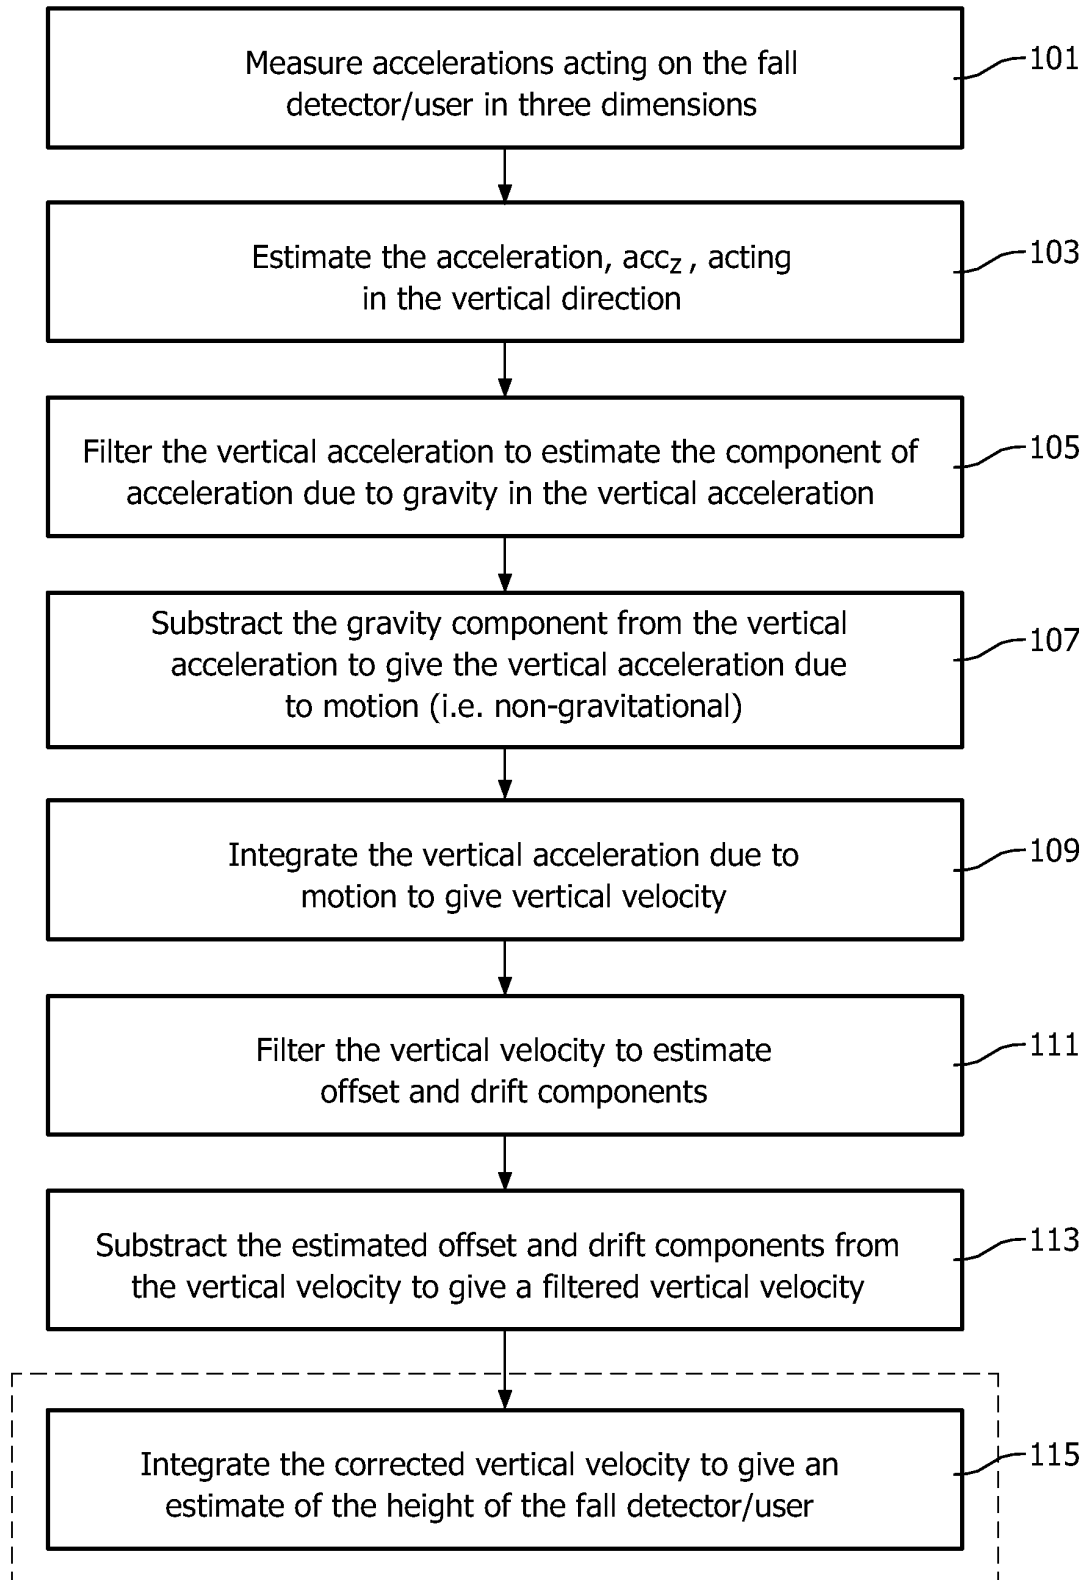 Measure accelerations acting on the fall
detector/user in three dimensions
101
Estimate the acceleration, accz , acting
in the vertical direction
103
Filter the vertical acceleration to estimate the component of
acceleration due to gravity in the vertical acceleration
105
Substract the gravity component from the vertical
acceleration to give the vertical acceleration due
to motion (i.e. non-gravitational)
107
Integrate the vertical acceleration due to
motion to give vertical velocity
109
Filter the vertical velocity to estimate
offset and drift components
111
Substract the estimated offset and drift components from
the vertical velocity to give a filtered vertical velocity
113
Integrate the corrected vertical velocity to give an
estimate of the height of the fall detector/user
115